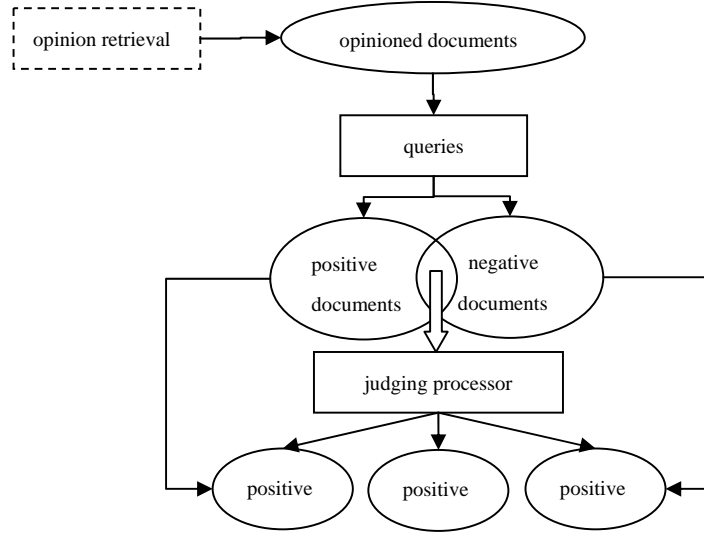 opinion retrieval
opinioned documents
queries
positive
documents
negative
documents
judging processor
positive
positive
positive